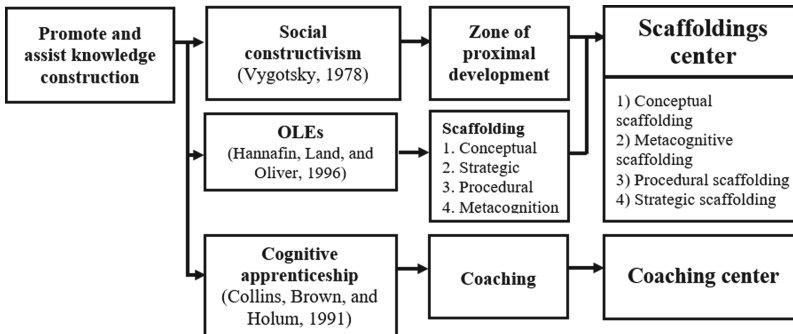 Promote and
assist knowledge
construction
Social
constructivism
(Vygotsky, 1978)
Zone of
proximal
development
Scaffoldings
center
1) Conceptual
scaffolding
2) Metacognitive
scaffolding
3) Procedural scaffolding
4) Strategic scaffolding
OLEs
(Hannafin, Land, and
Oliver, 1996)
Scaffolding
1. Conceptual
2. Strategic
3. Procedural
4. Metacognition
Cognitive
apprenticeship
(Collins, Brown, and
Holum, 1991)
Coaching
Coaching center